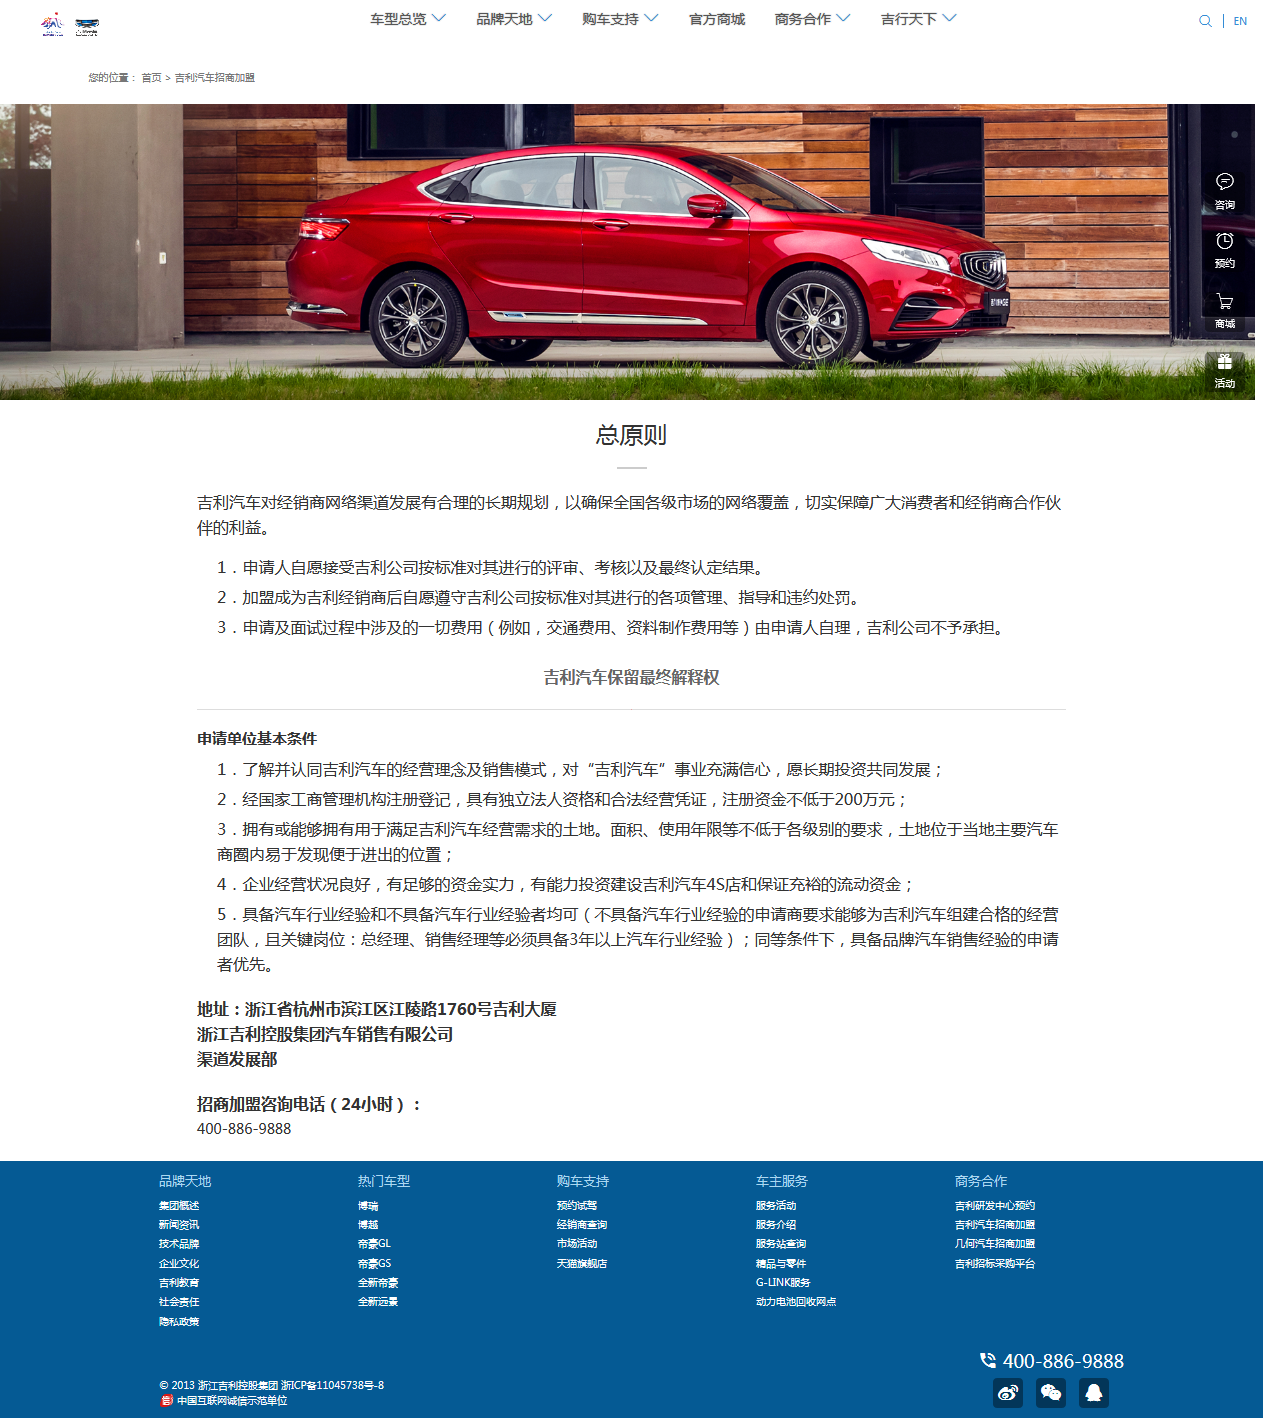 车型总览 品牌天地 购车支持 官方商城 商务合作 吉行天下 EN
您的位置： 首页 > 吉利汽车招商加盟
咨询
预约
商城
活动
总原则
吉利汽车对经销商网络渠道发展有合理的长期规划，以确保全国各级市场的网络覆盖，切实保障广大消费者和经销商合作伙
伴的利益。
1．申请人自愿接受吉利公司按标准对其进行的评审、考核以及最终认定结果。
2．加盟成为吉利经销商后自愿遵守吉利公司按标准对其进行的各项管理、指导和违约处罚。
3．申请及面试过程中涉及的一切费用（例如，交通费用、资料制作费用等）由申请人自理，吉利公司不予承担。
吉利汽车保留最终解释权
申请单位基本条件
1．了解并认同吉利汽车的经营理念及销售模式，对“吉利汽车”事业充满信心，愿长期投资共同发展；
2．经国家工商管理机构注册登记，具有独立法人资格和合法经营凭证，注册资金不低于200万元；
3．拥有或能够拥有用于满足吉利汽车经营需求的土地。面积、使用年限等不低于各级别的要求，土地位于当地主要汽车
商圈内易于发现便于进出的位置；
4．企业经营状况良好，有足够的资金实力，有能力投资建设吉利汽车4S店和保证充裕的流动资金；
5．具备汽车行业经验和不具备汽车行业经验者均可（不具备汽车行业经验的申请商要求能够为吉利汽车组建合格的经营
团队，且关键岗位：总经理、销售经理等必须具备3年以上汽车行业经验）；同等条件下，具备品牌汽车销售经验的申请
者优先。
地址：浙江省杭州市滨江区江陵路1760号吉利大厦
浙江吉利控股集团汽车销售有限公司
渠道发展部
招商加盟咨询电话（24小时）：
400-886-9888
品牌天地 热门车型 购车支持 车主服务 商务合作
集团概述 博瑞 预约试驾 服务活动 吉利研发中心预约
新闻资讯 博越 经销商查询 服务介绍 吉利汽车招商加盟
技术品牌 帝豪GL 市场活动 服务站查询 几何汽车招商加盟
企业文化 帝豪GS 天猫旗舰店 精品与零件 吉利招标采购平台
吉利教育 全新帝豪 G-LINK服务
社会责任 全新远景 动力电池回收网点
隐私政策
400-886-9888
© 2013 浙江吉利控股集团 浙ICP备11045738号-8
中国互联网诚信示范单位